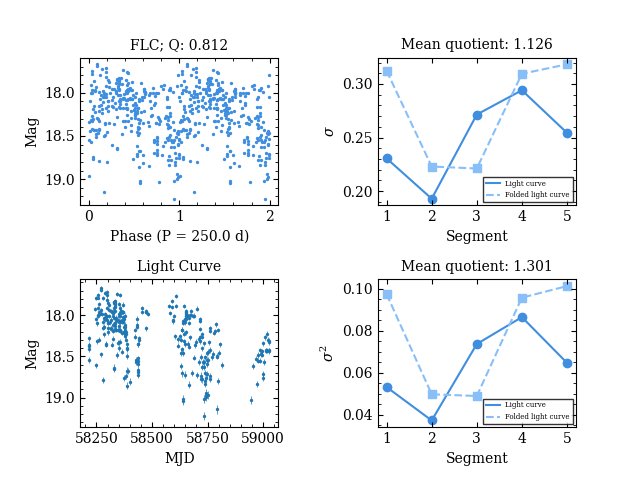 FLC; Q: 0.812
Mag
18.0
18.5
19.0
0
1
2
Phase (P = 250.0 d)
Mean quotient: 1.126
σ
0.30
0.25
0.20
Light curve
Folded light curve
1
2
3
4
5
Segment
Light Curve
Mag
18.0
18.5
19.0
58250
58500
58750
59000
MJD
Mean quotient: 1.301
σ²
0.10
0.08
0.06
0.04
Light curve
Folded light curve
1
2
3
4
5
Segment